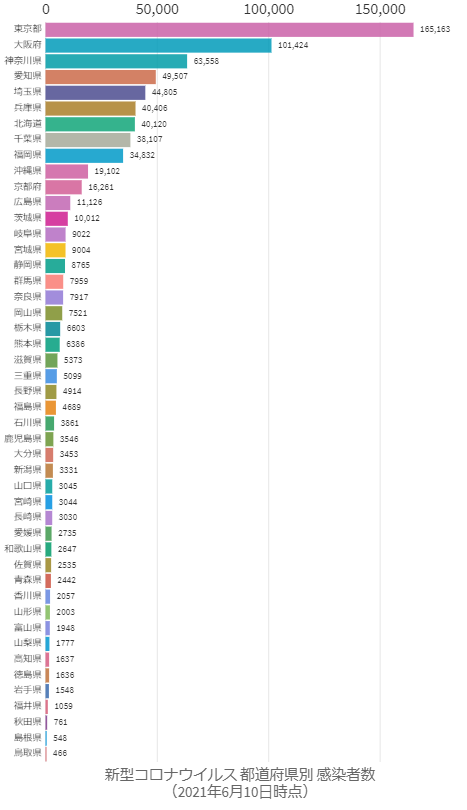 0 50,000 100,000 150,000
東京都 165,163
大阪府 101,424
神奈川県 63,558
愛知県 49,507
埼玉県 44,805
兵庫県 40,406
北海道 40,120
千葉県 38,107
福岡県 34,832
沖縄県 19,102
京都府 16,261
広島県 11,126
茨城県 10,012
岐阜県 9022
宮城県 9004
静岡県 8765
群馬県 7959
奈良県 7917
岡山県 7521
栃木県 6603
熊本県 6386
滋賀県 5373
三重県 5099
長野県 4914
福島県 4689
石川県 3861
鹿児島県 3546
大分県 3453
新潟県 3331
山口県 3045
宮崎県 3044
長崎県 3030
愛媛県 2735
和歌山県 2647
佐賀県 2535
青森県 2442
香川県 2057
山形県 2003
富山県 1948
山梨県 1777
高知県 1637
徳島県 1636
岩手県 1548
福井県 1059
秋田県 761
島根県 548
鳥取県 466
新型コロナウイルス 都道府県別 感染者数
（2021年6月10日時点）